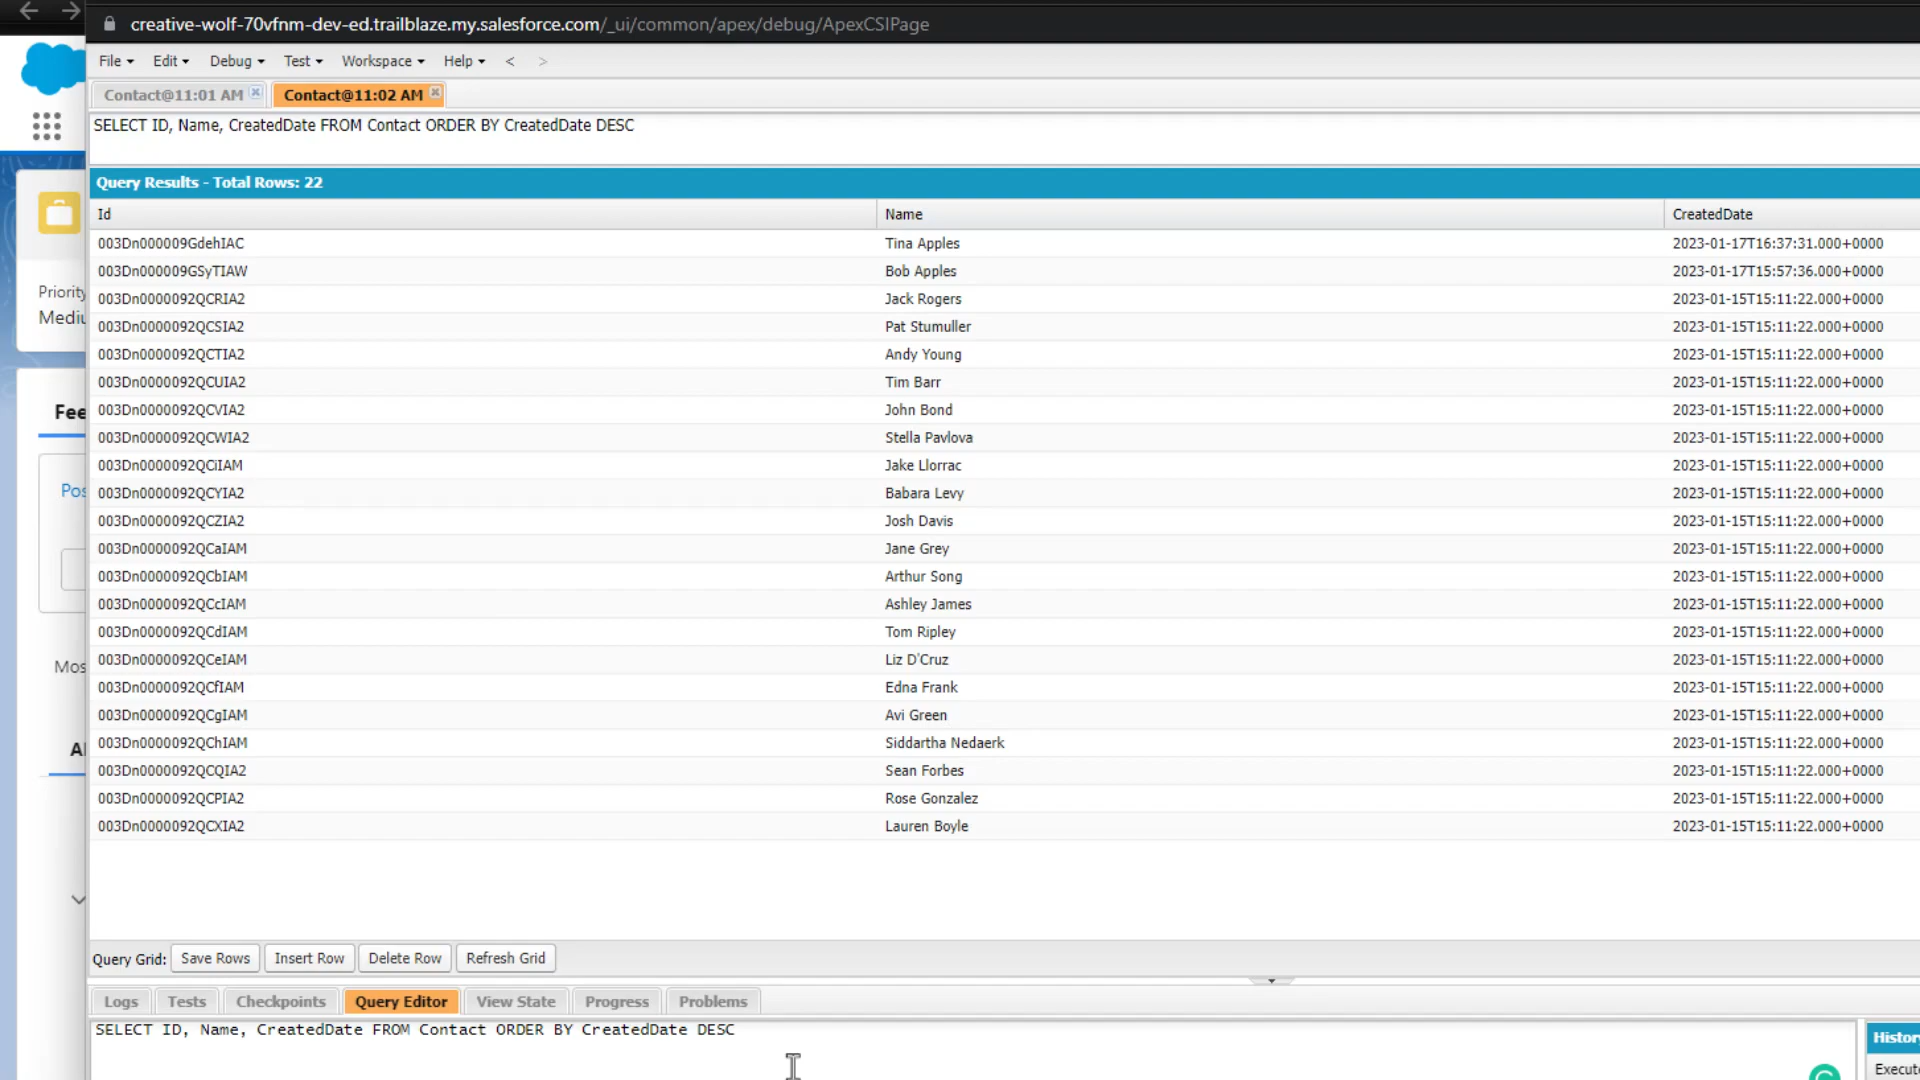 creative-wolf-70vfnm-dev-ed.trailblaze.my.salesforce.com/_ui/common/apex/debug/ApexCSIPage
File Edit Debug Test Workspace Help < >
Contact@11:01 AM Contact@11:02 AM
SELECT ID, Name, CreatedDate FROM Contact ORDER BY CreatedDate DESC
Query Results - Total Rows: 22
Id Name CreatedDate
003Dn000009GdehIAC Tina Apples 2023-01-17T16:37:31.000+0000
003Dn000009GSyTIAW Bob Apples 2023-01-17T15:57:36.000+0000
003Dn0000092QCRIA2 Jack Rogers 2023-01-15T15:11:22.000+0000
003Dn0000092QCSIA2 Pat Stumuller 2023-01-15T15:11:22.000+0000
003Dn0000092QCTIA2 Andy Young 2023-01-15T15:11:22.000+0000
003Dn0000092QCUIA2 Tim Barr 2023-01-15T15:11:22.000+0000
003Dn0000092QCVIA2 John Bond 2023-01-15T15:11:22.000+0000
003Dn0000092QCWIA2 Stella Pavlova 2023-01-15T15:11:22.000+0000
003Dn0000092QCiIAM Jake Llorrac 2023-01-15T15:11:22.000+0000
003Dn0000092QCYIA2 Babara Levy 2023-01-15T15:11:22.000+0000
003Dn0000092QCZIA2 Josh Davis 2023-01-15T15:11:22.000+0000
003Dn0000092QCaIAM Jane Grey 2023-01-15T15:11:22.000+0000
003Dn0000092QCbIAM Arthur Song 2023-01-15T15:11:22.000+0000
003Dn0000092QCcIAM Ashley James 2023-01-15T15:11:22.000+0000
003Dn0000092QCdIAM Tom Ripley 2023-01-15T15:11:22.000+0000
003Dn0000092QCeIAM Liz D'Cruz 2023-01-15T15:11:22.000+0000
003Dn0000092QCfIAM Edna Frank 2023-01-15T15:11:22.000+0000
003Dn0000092QCgIAM Avi Green 2023-01-15T15:11:22.000+0000
003Dn0000092QChIAM Siddartha Nedaerk 2023-01-15T15:11:22.000+0000
003Dn0000092QCQIA2 Sean Forbes 2023-01-15T15:11:22.000+0000
003Dn0000092QCPIA2 Rose Gonzalez 2023-01-15T15:11:22.000+0000
003Dn0000092QCXIA2 Lauren Boyle 2023-01-15T15:11:22.000+0000
Query Grid: Save Rows Insert Row Delete Row Refresh Grid
Logs Tests Checkpoints Query Editor View State Progress Problems
SELECT ID, Name, CreatedDate FROM Contact ORDER BY CreatedDate DESC
History
Execute
Priority
Mediu
Fee
Pos
Mos
Al